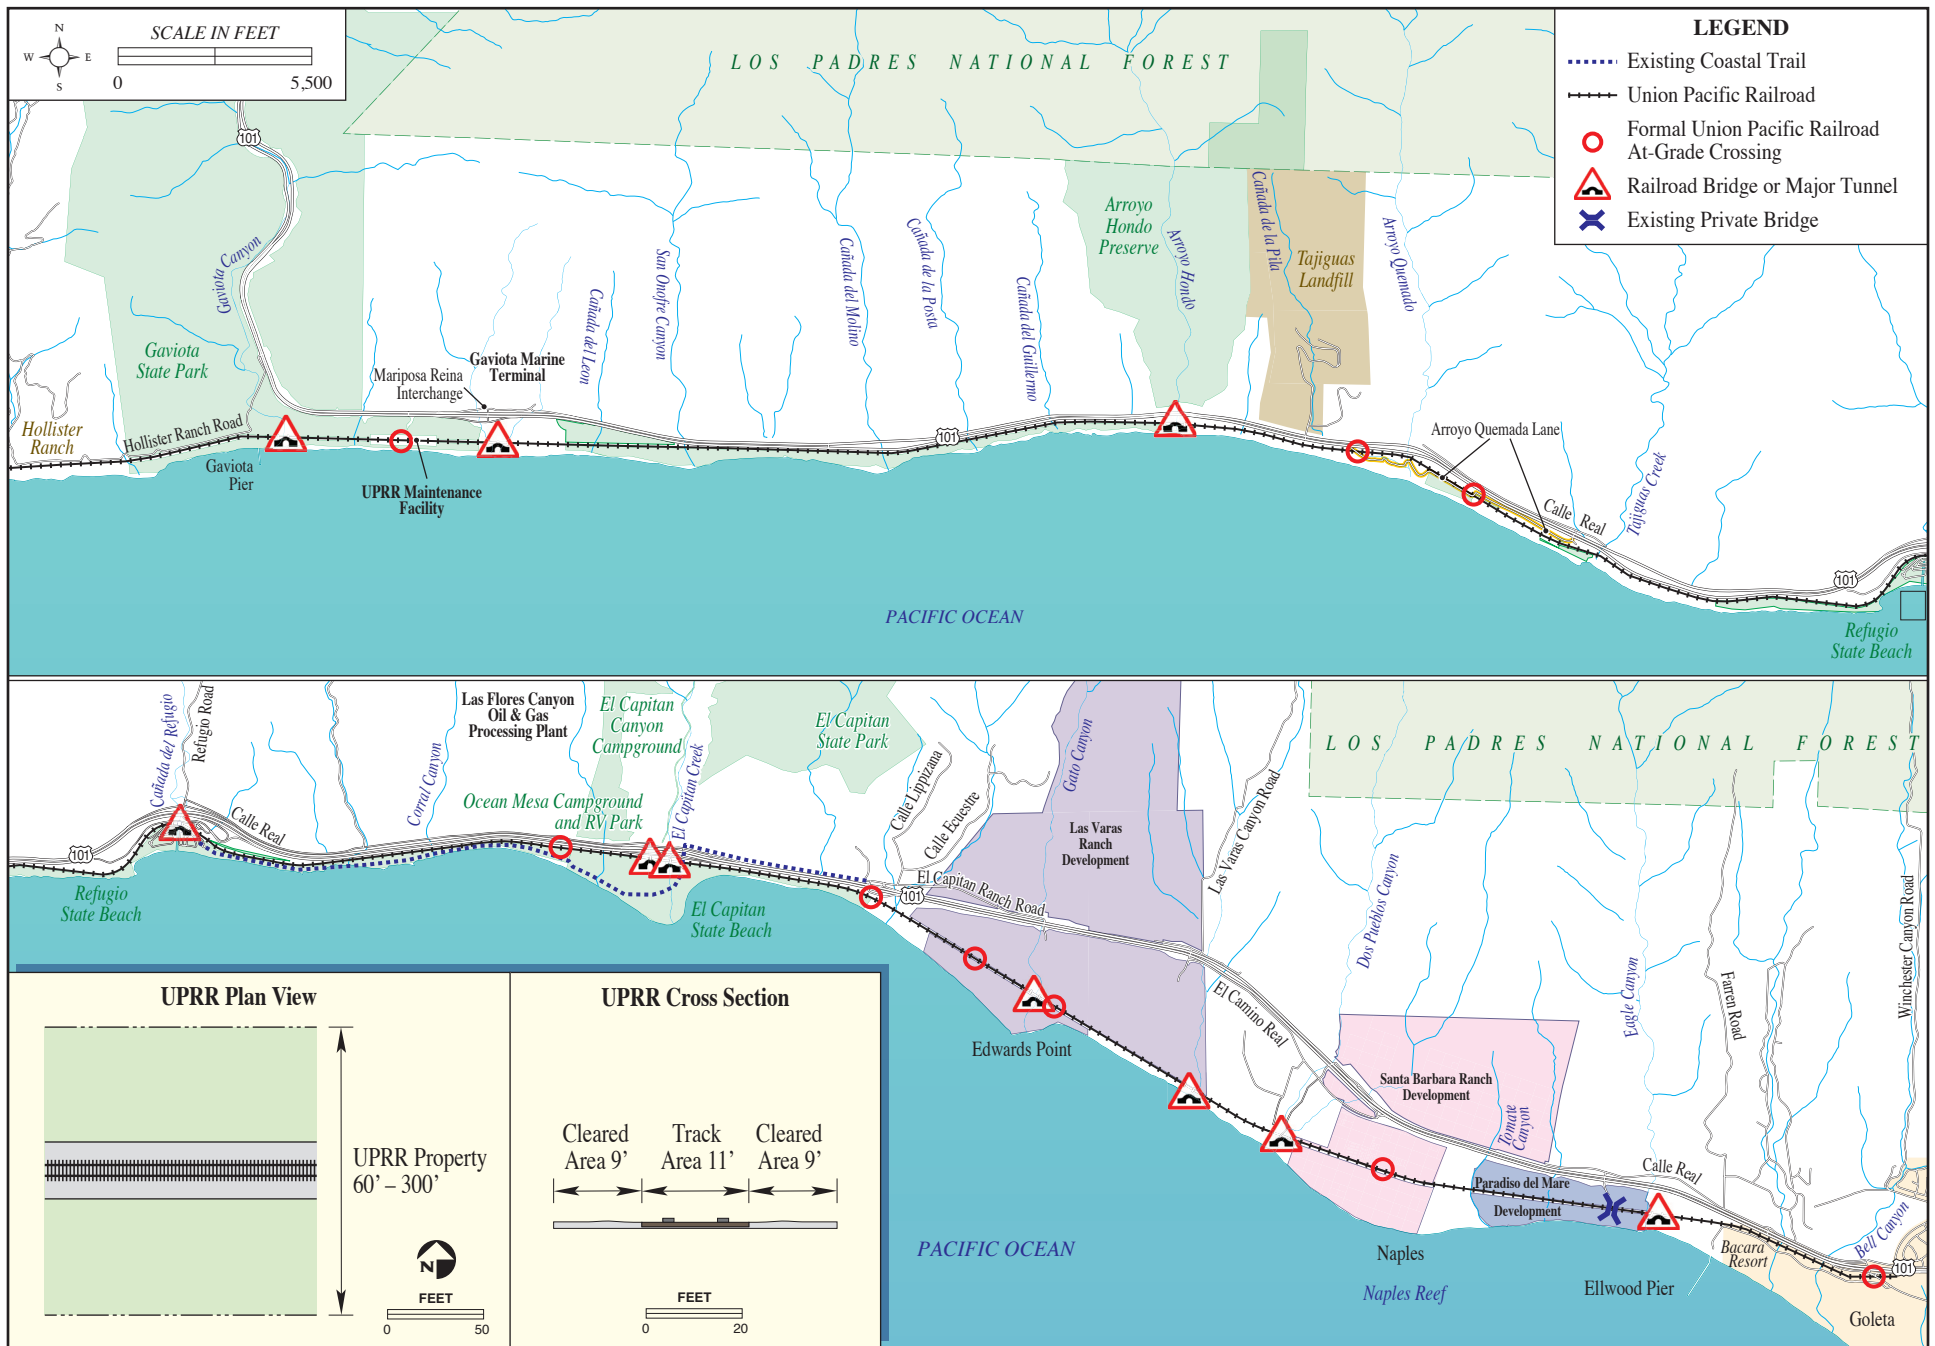 N
W
E
S
SCALE IN FEET
0
5,500
LOS PADRES NATIONAL FOREST
LEGEND
Existing Coastal Trail
Union Pacific Railroad
Formal Union Pacific Railroad
At-Grade Crossing
Railroad Bridge or Major Tunnel
Existing Private Bridge
101
Gaviota Canyon
Gaviota
State Park
Hollister
Ranch
Hollister Ranch Road
Gaviota
Pier
Mariposa Reina
Interchange
Gaviota Marine
Terminal
UPRR Maintenance
Facility
Cañada del Leon
San Onofre Canyon
Cañada del Molino
Cañada de la Posta
Cañada del Guillermo
101
Arroyo
Hondo
Preserve
Arroyo Hondo
Cañada de la Pila
Tajiguas
Landfill
Arroyo Quemado
Arroyo Quemada Lane
Calle Real
Tajiguas Creek
101
PACIFIC OCEAN
Refugio
State Beach
Cañada del Refugio
Refugio Road
101
Calle Real
Refugio
State Beach
Corral Canyon
Las Flores Canyon
Oil & Gas
Processing Plant
El Capitan
Canyon
Campground
Ocean Mesa Campground
and RV Park
El Capitan Creek
El Capitan
State Park
El Capitan
State Beach
Calle Lippizana
Calle Ecuestre
101
El Capitan Ranch Road
Gato Canyon
Las Varas
Ranch
Development
Las Varas Canyon Road
LOS PADRES NATIONAL FOREST
Dos Pueblos Canyon
Eagle Canyon
Farren Road
Winchester Canyon Road
El Camino Real
Edwards Point
Santa Barbara Ranch
Development
Tomate
Canyon
Paradiso del Mare
Development
Calle Real
Bell Canyon
101
Bacara
Resort
Naples
Naples Reef
Ellwood Pier
Goleta
PACIFIC OCEAN
UPRR Plan View
UPRR Property
60' – 300'
N
FEET
0
50
UPRR Cross Section
Cleared
Area 9'
Track
Area 11'
Cleared
Area 9'
FEET
0
20